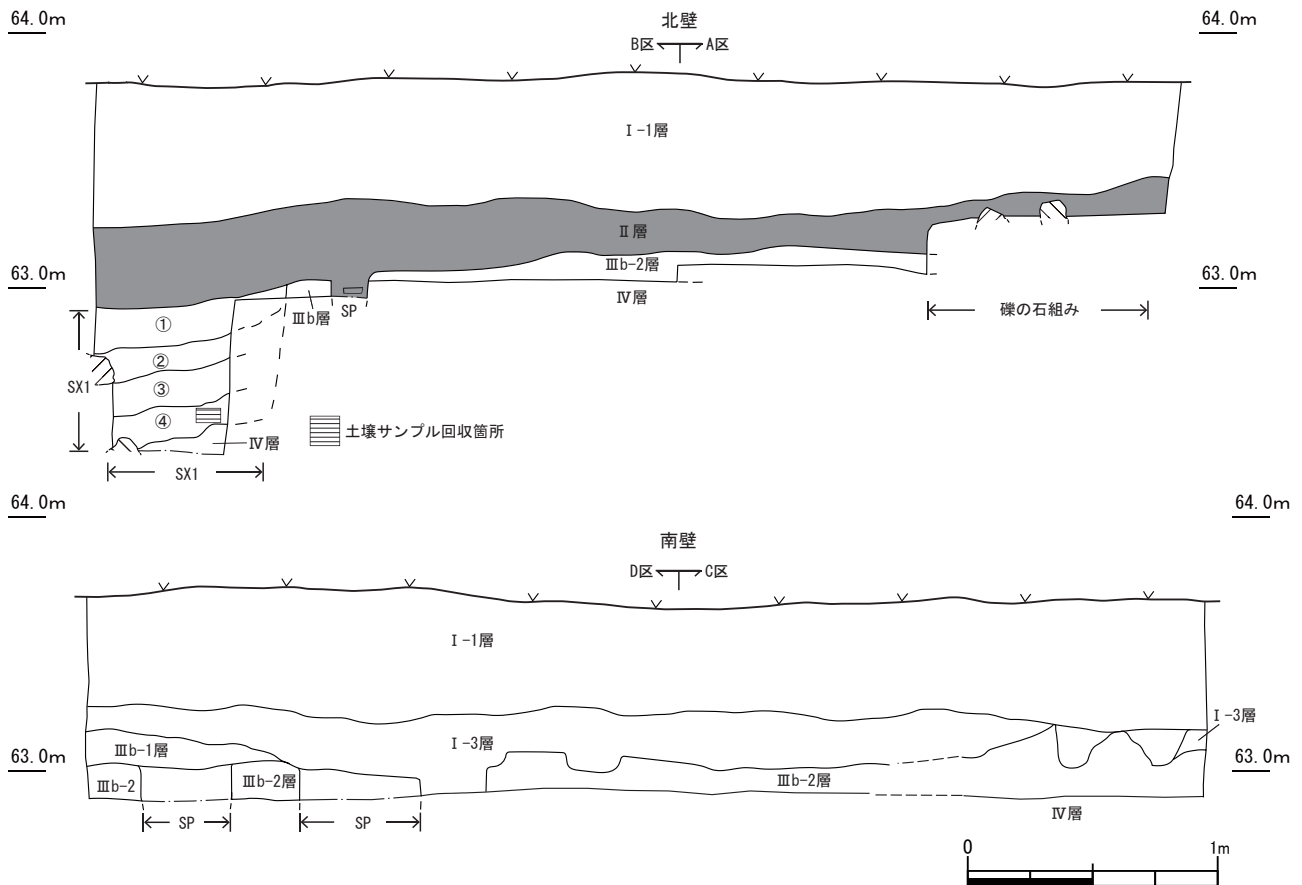 64.0m
北壁
64.0m
B区
A区
Ⅰ-1層
Ⅱ層
Ⅲb-2層
63.0m
63.0m
Ⅳ層
Ⅲb層
SP
礫の石組み
①
②
SX1
③
④
Ⅳ層
土壌サンプル回収箇所
SX1
64.0m
64.0m
南壁
D区
C区
Ⅰ-1層
Ⅰ-3層
Ⅰ-3層
Ⅲb-1層
63.0m
63.0m
Ⅲb-2
Ⅲb-2層
Ⅲb-2層
Ⅳ層
SP
SP
0
1m